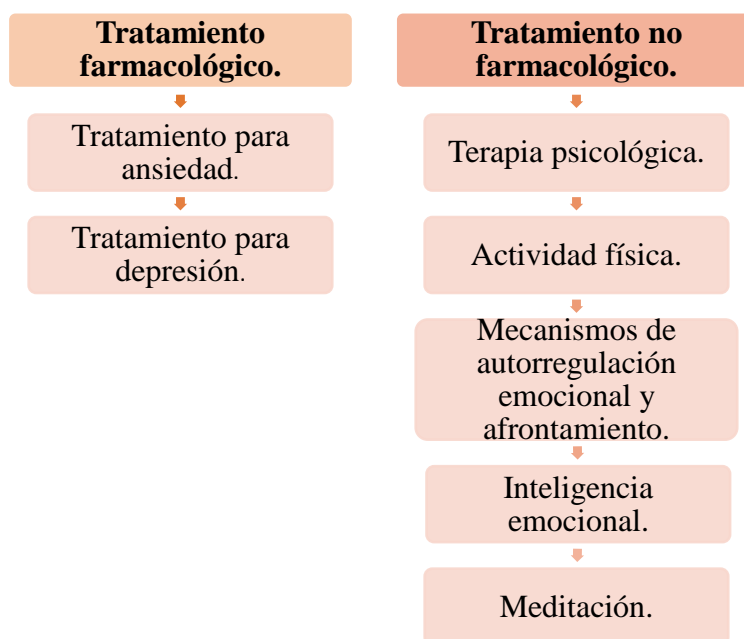 Tratamiento
farmacológico.
Tratamiento para
ansiedad.
Tratamiento para
depresión.
Tratamiento no
farmacológico.
Terapia psicológica.
Actividad física.
Mecanismos de
autorregulación
emocional y
afrontamiento.
Inteligencia
emocional.
Meditación.